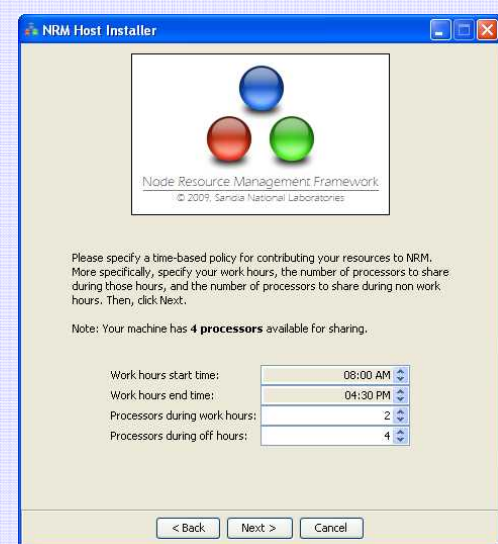 NRM Host Installer
Node Resource Management Framework
© 2009, Sandia National Laboratories
Please specify a time-based policy for contributing your resources to NRM.
More specifically, specify your work hours, the number of processors to share
during those hours, and the number of processors to share during non work
hours. Then, click Next.
Note: Your machine has 4 processors available for sharing.
Work hours start time: 08:00 AM
Work hours end time: 04:30 PM
Processors during work hours: 2
Processors during off hours: 4
< Back Next > Cancel